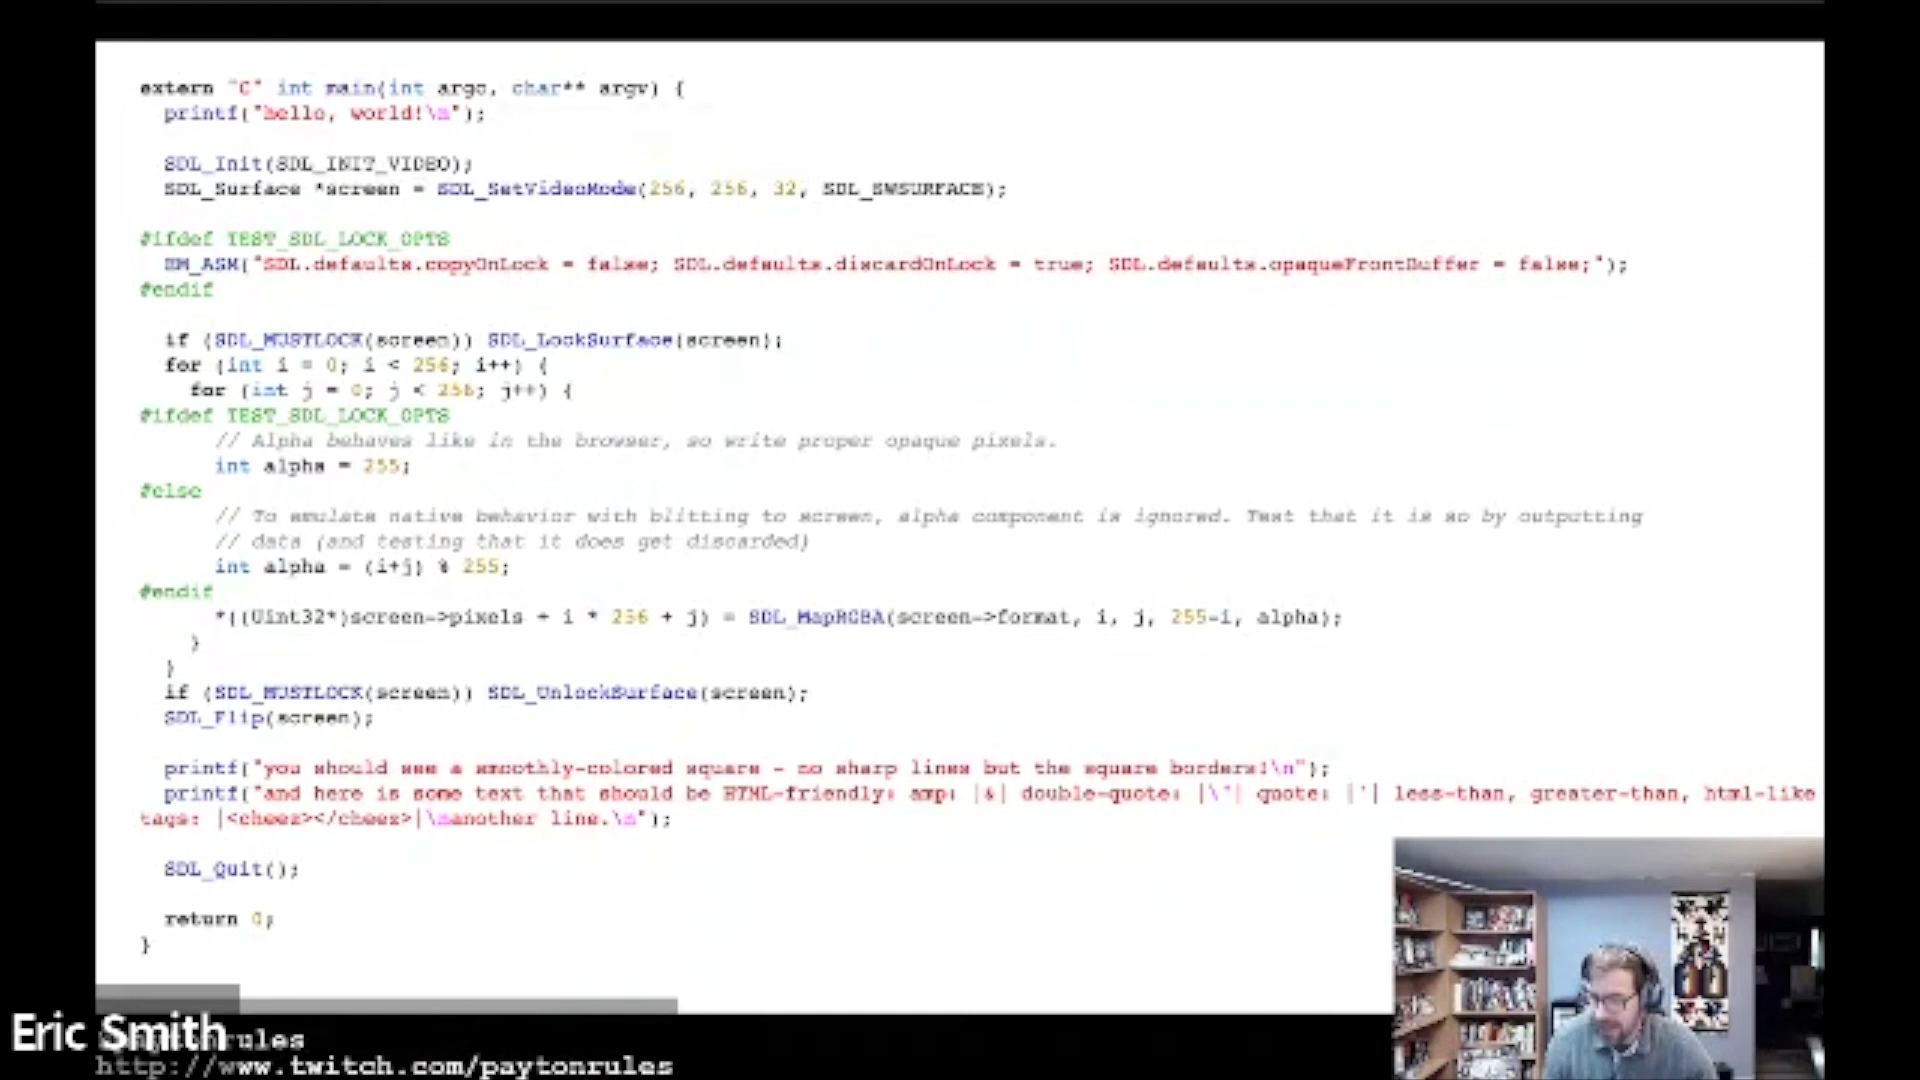 extern "C" int main(int argc, char** argv) {
printf("hello, world!\n");
SDL_Init(SDL_INIT_VIDEO);
SDL_Surface *screen = SDL_SetVideoMode(256, 256, 32, SDL_SWSURFACE);
#ifdef TEST_SDL_LOCK_OPTS
EM_ASM("SDL.defaults.copyOnLock = false; SDL.defaults.discardOnLock = true; SDL.defaults.opaqueFrontBuffer = false;");
#endif
if (SDL_MUSTLOCK(screen)) SDL_LockSurface(screen);
for (int i = 0; i < 256; i++) {
for (int j = 0; j < 256; j++) {
#ifdef TEST_SDL_LOCK_OPTS
// Alpha behaves like in the browser, so write proper opaque pixels.
int alpha = 255;
#else
// To emulate native behavior with blitting to screen, alpha component is ignored. Test that it is so by outputting
// data (and testing that it does get discarded)
int alpha = (i+j) % 255;
#endif
*((Uint32*)screen->pixels + i * 256 + j) = SDL_MapRGBA(screen->format, i, j, 255-i, alpha);
}
}
if (SDL_MUSTLOCK(screen)) SDL_UnlockSurface(screen);
SDL_Flip(screen);
printf("you should see a smoothly-colored square - no sharp lines but the square borders!\n");
printf("and here is some text that should be HTML-friendly: amp: |&| double-quote: |\"| quote: |'| less-than, greater-than, html-like
tags: |<cheez></cheez>|\nanother line.\n");
SDL_Quit();
return 0;
}
Eric Smith
http://www.twitch.com/paytonrules